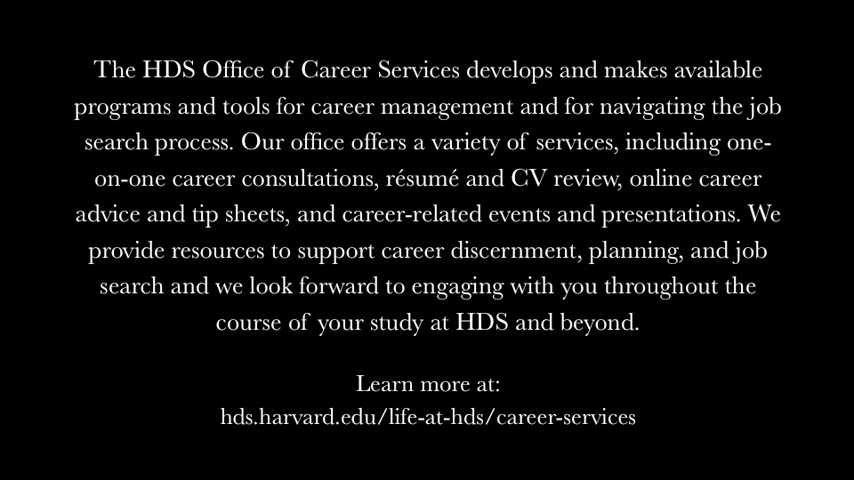 The HDS Office of Career Services develops and makes available
programs and tools for career management and for navigating the job
search process. Our office offers a variety of services, including one-
on-one career consultations, résumé and CV review, online career
advice and tip sheets, and career-related events and presentations. We
provide resources to support career discernment, planning, and job
search and we look forward to engaging with you throughout the
course of your study at HDS and beyond.
Learn more at:
hds.harvard.edu/life-at-hds/career-services